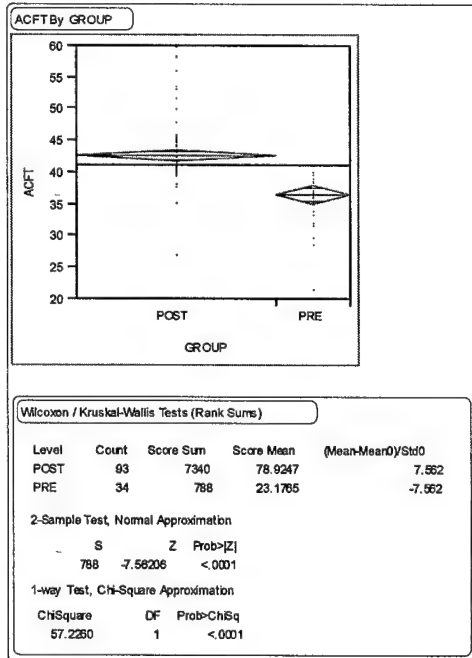 ACFT By GROUP
60
55
50
45
40
35
30
25
20
ACFT
POST PRE
GROUP
Wilcoxon / Kruskal-Wallis Tests (Rank Sums)
Level Count Score Sum Score Mean (Mean-Mean0)/Std0
POST 93 7340 78.9247 7.562
PRE 34 788 23.1765 -7.562
2-Sample Test, Normal Approximation
S Z Prob>|Z|
788 -7.56206 <.0001
1-way Test, Chi-Square Approximation
ChiSquare DF Prob>ChiSq
57.2260 1 <.0001